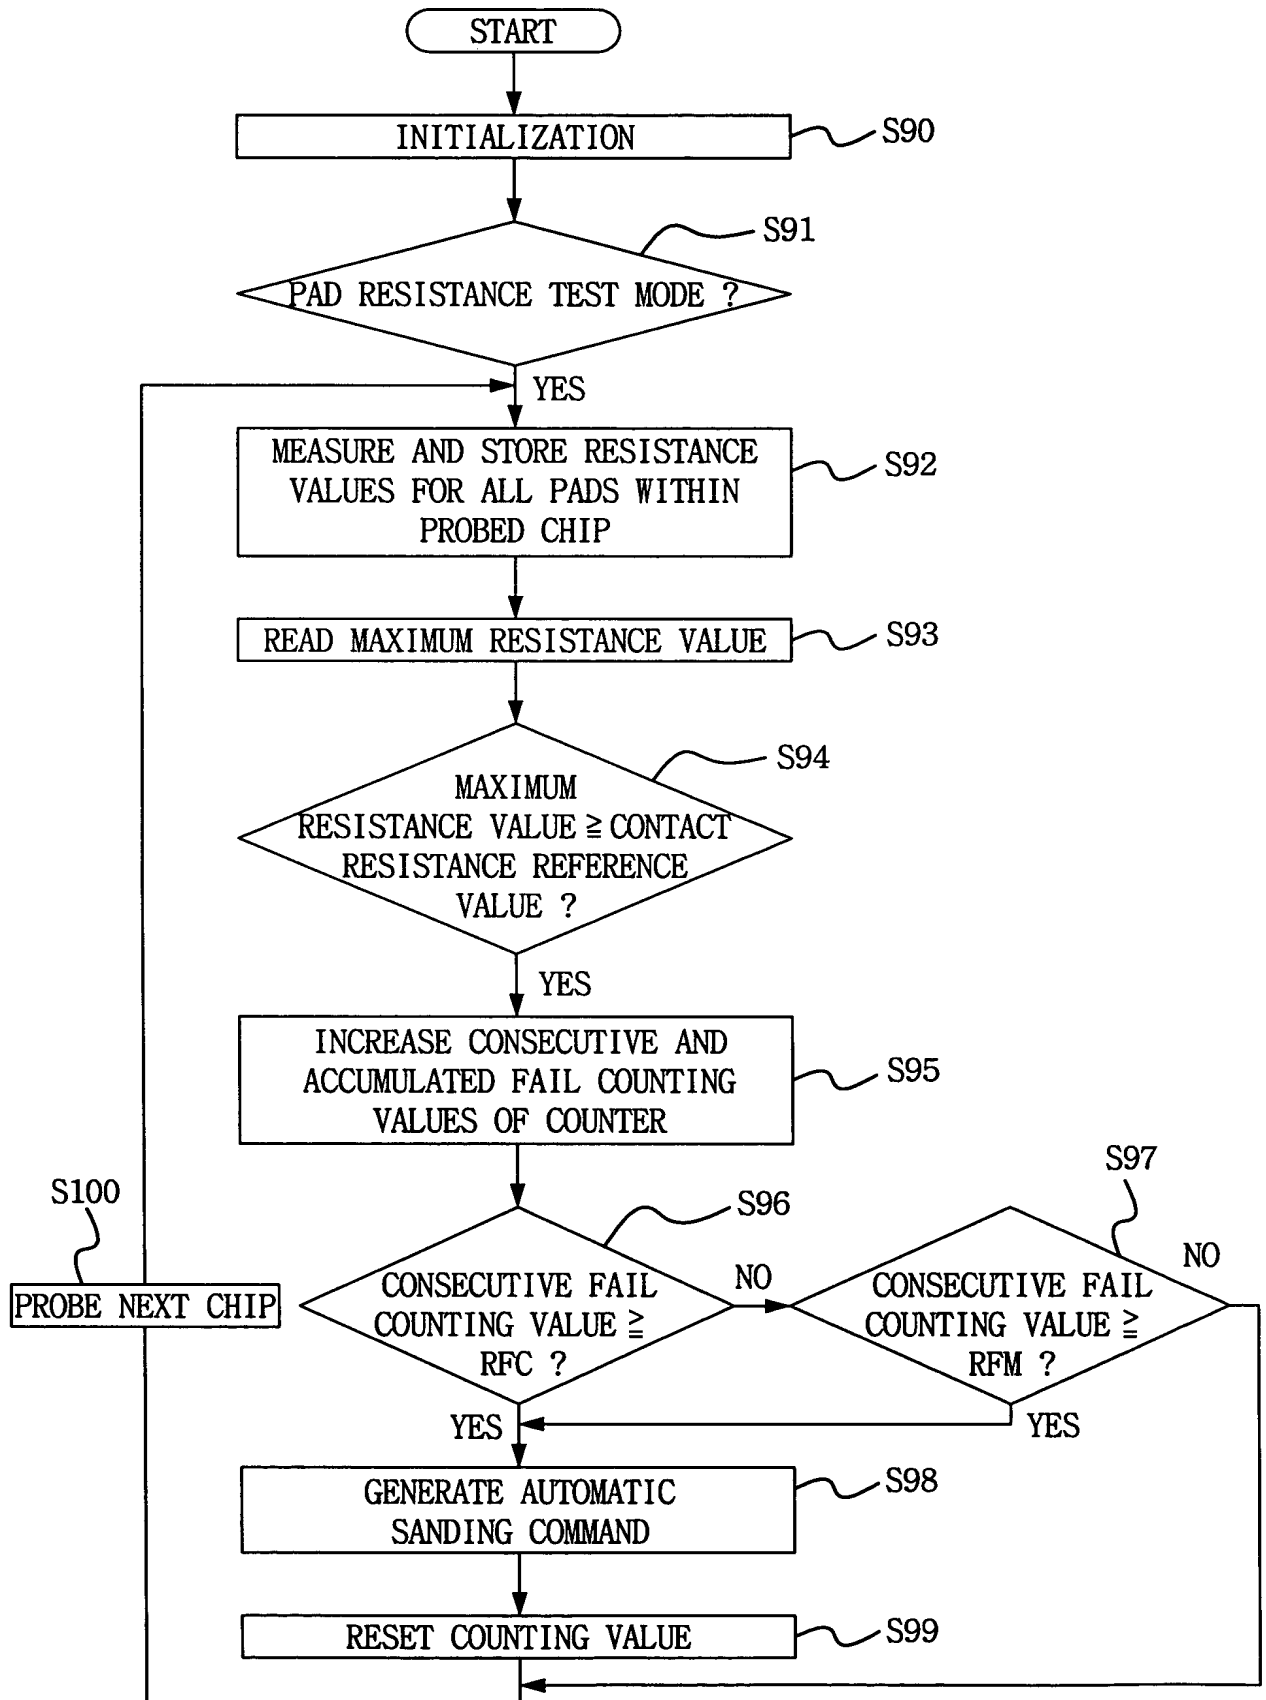 START
INITIALIZATION
S90
S91
PAD RESISTANCE TEST MODE ?
YES
MEASURE AND STORE RESISTANCE
VALUES FOR ALL PADS WITHIN
PROBED CHIP
S92
READ MAXIMUM RESISTANCE VALUE
S93
S94
MAXIMUM
RESISTANCE VALUE ≧ CONTACT
RESISTANCE REFERENCE
VALUE ?
YES
INCREASE CONSECUTIVE AND
ACCUMULATED FAIL COUNTING
VALUES OF COUNTER
S95
S100
PROBE NEXT CHIP
S96
CONSECUTIVE FAIL
COUNTING VALUE ≧
RFC ?
NO
S97
CONSECUTIVE FAIL
COUNTING VALUE ≧
RFM ?
NO
YES
YES
GENERATE AUTOMATIC
SANDING COMMAND
S98
RESET COUNTING VALUE
S99